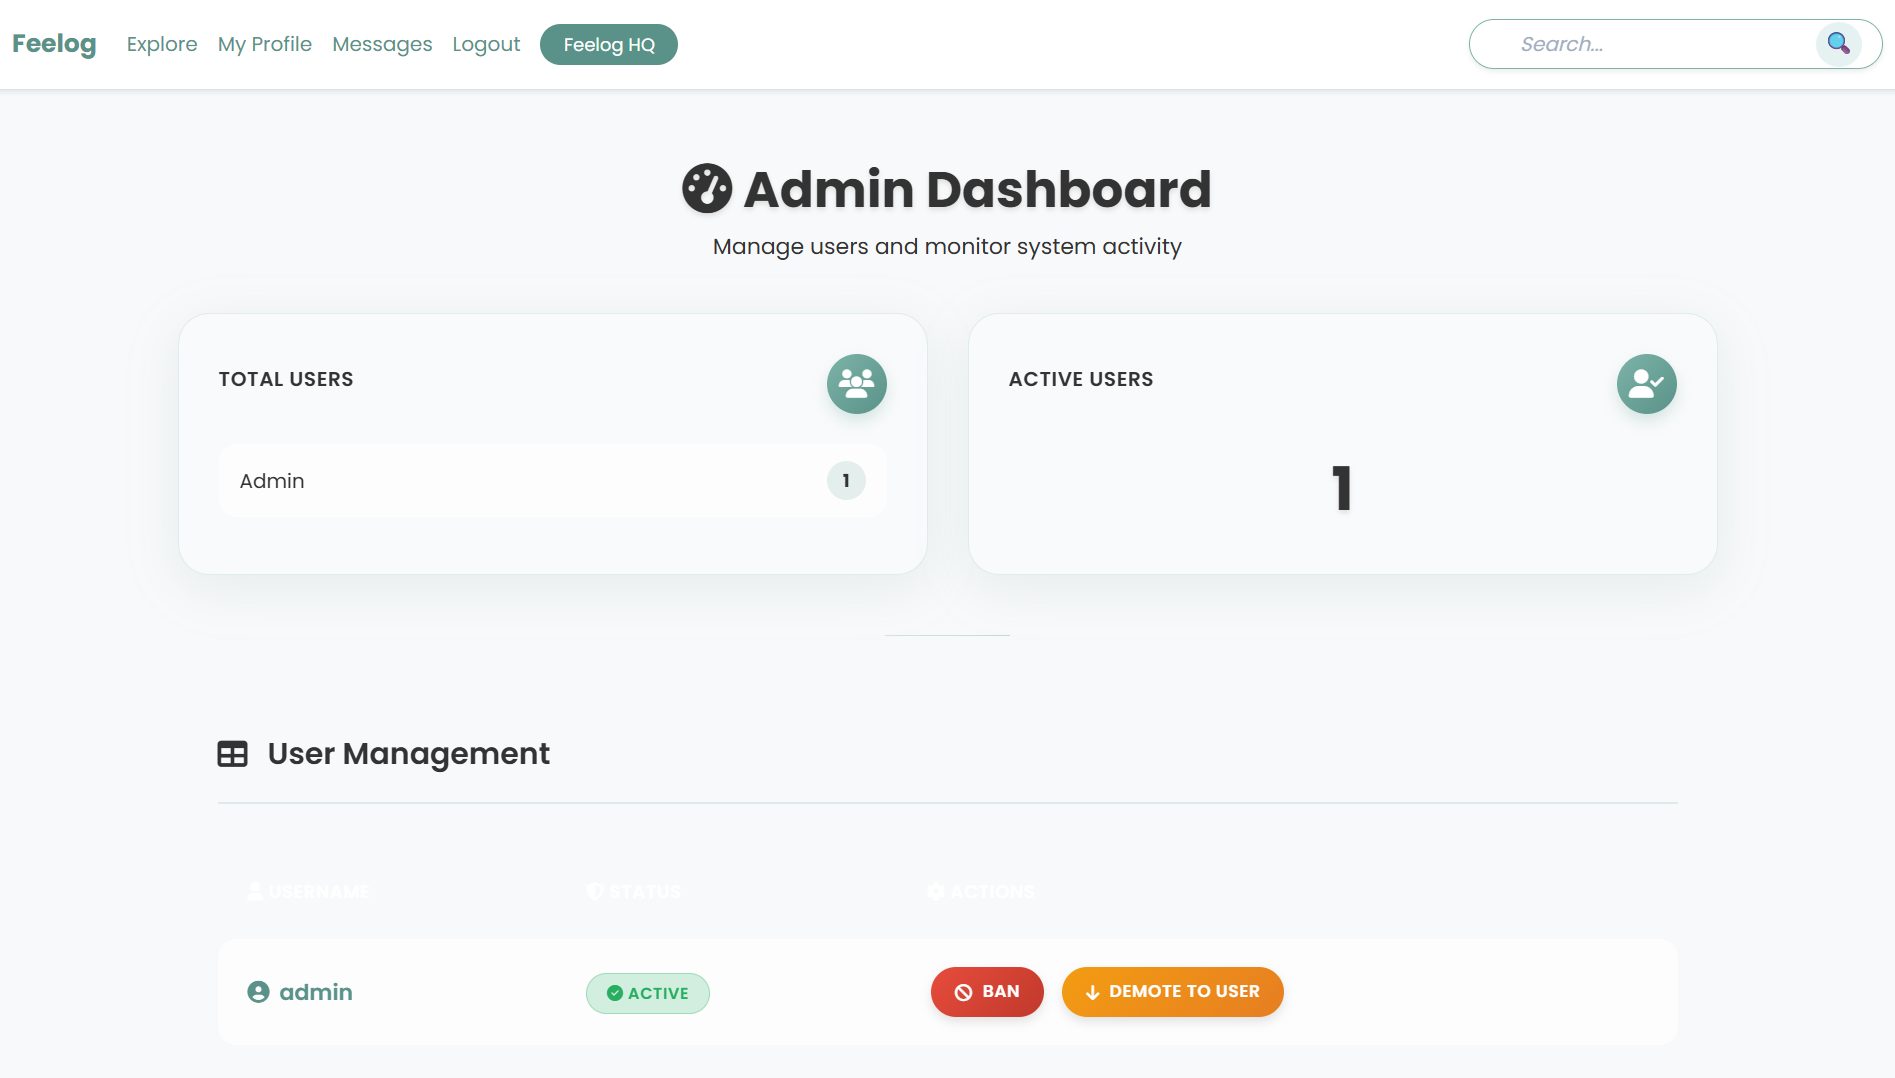 Feelog Explore My Profile Messages Logout Feelog HQ Search...
Admin Dashboard
Manage users and monitor system activity
TOTAL USERS
Admin 1
ACTIVE USERS
1
User Management
USERNAME STATUS ACTIONS
admin ACTIVE BAN DEMOTE TO USER